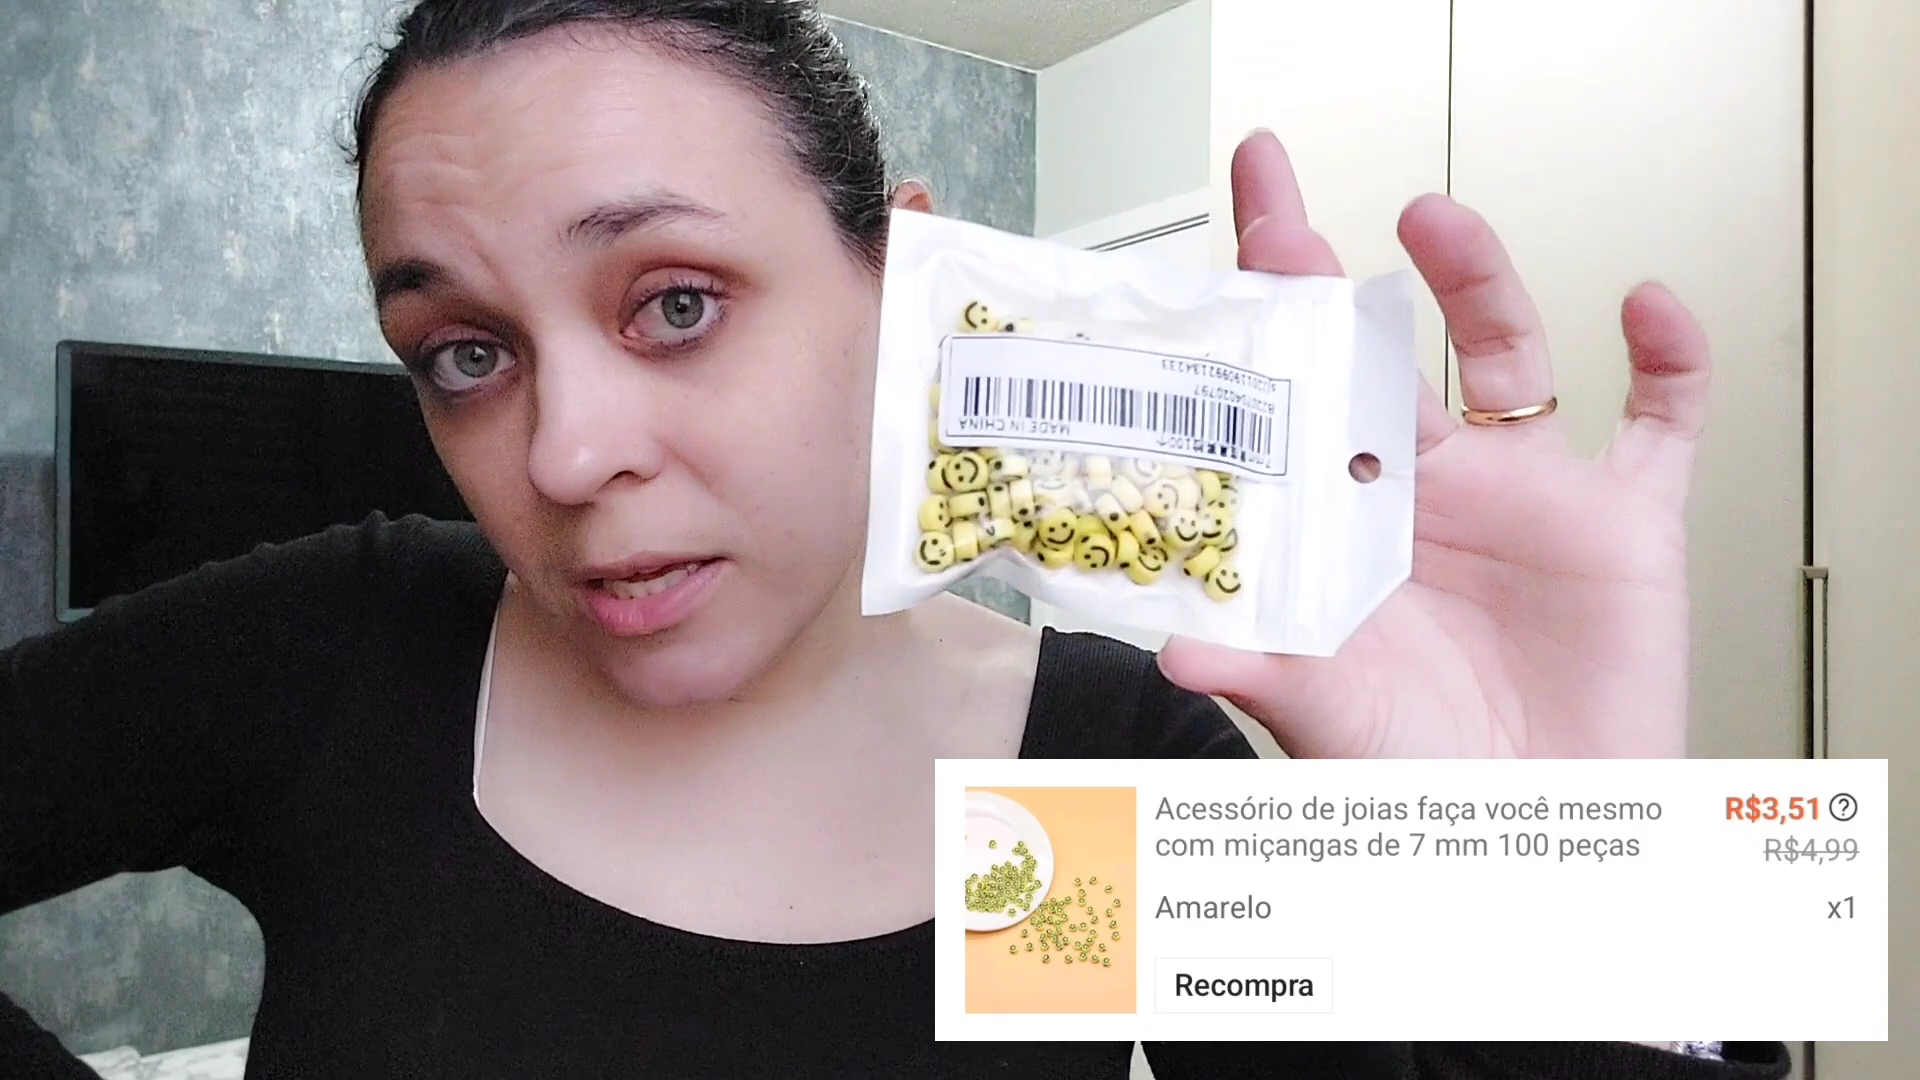 MADE IN CHINA
Acessório de joias faça você mesmo
com miçangas de 7 mm 100 peças
R$3,51
R$4,99
Amarelo
x1
Recompra